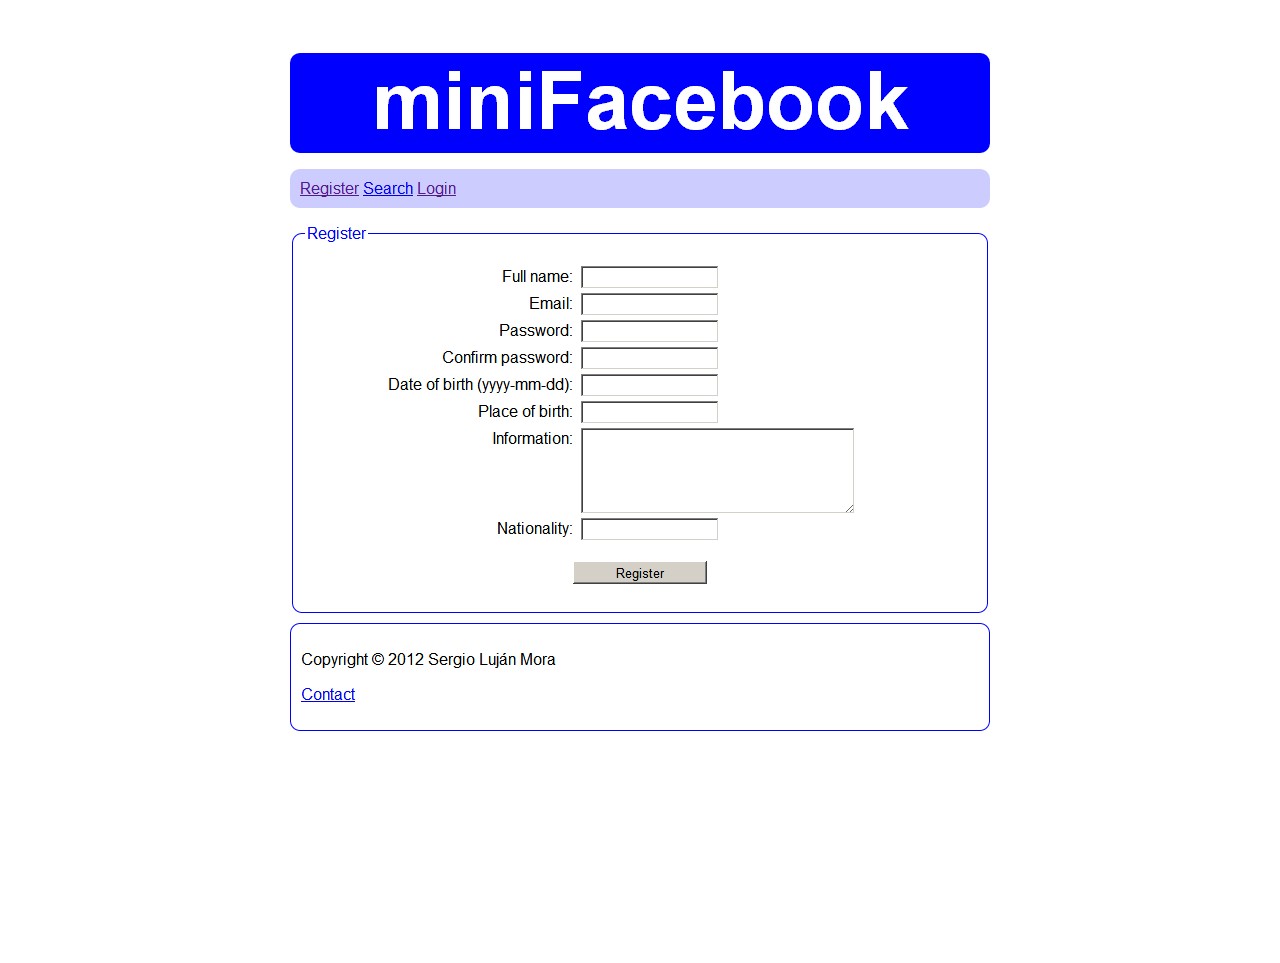 miniFacebook
Register Search Login
Register
Full name:
Email:
Password:
Confirm password:
Date of birth (yyyy-mm-dd):
Place of birth:
Information:
Nationality:
Register
Copyright © 2012 Sergio Luján Mora
Contact